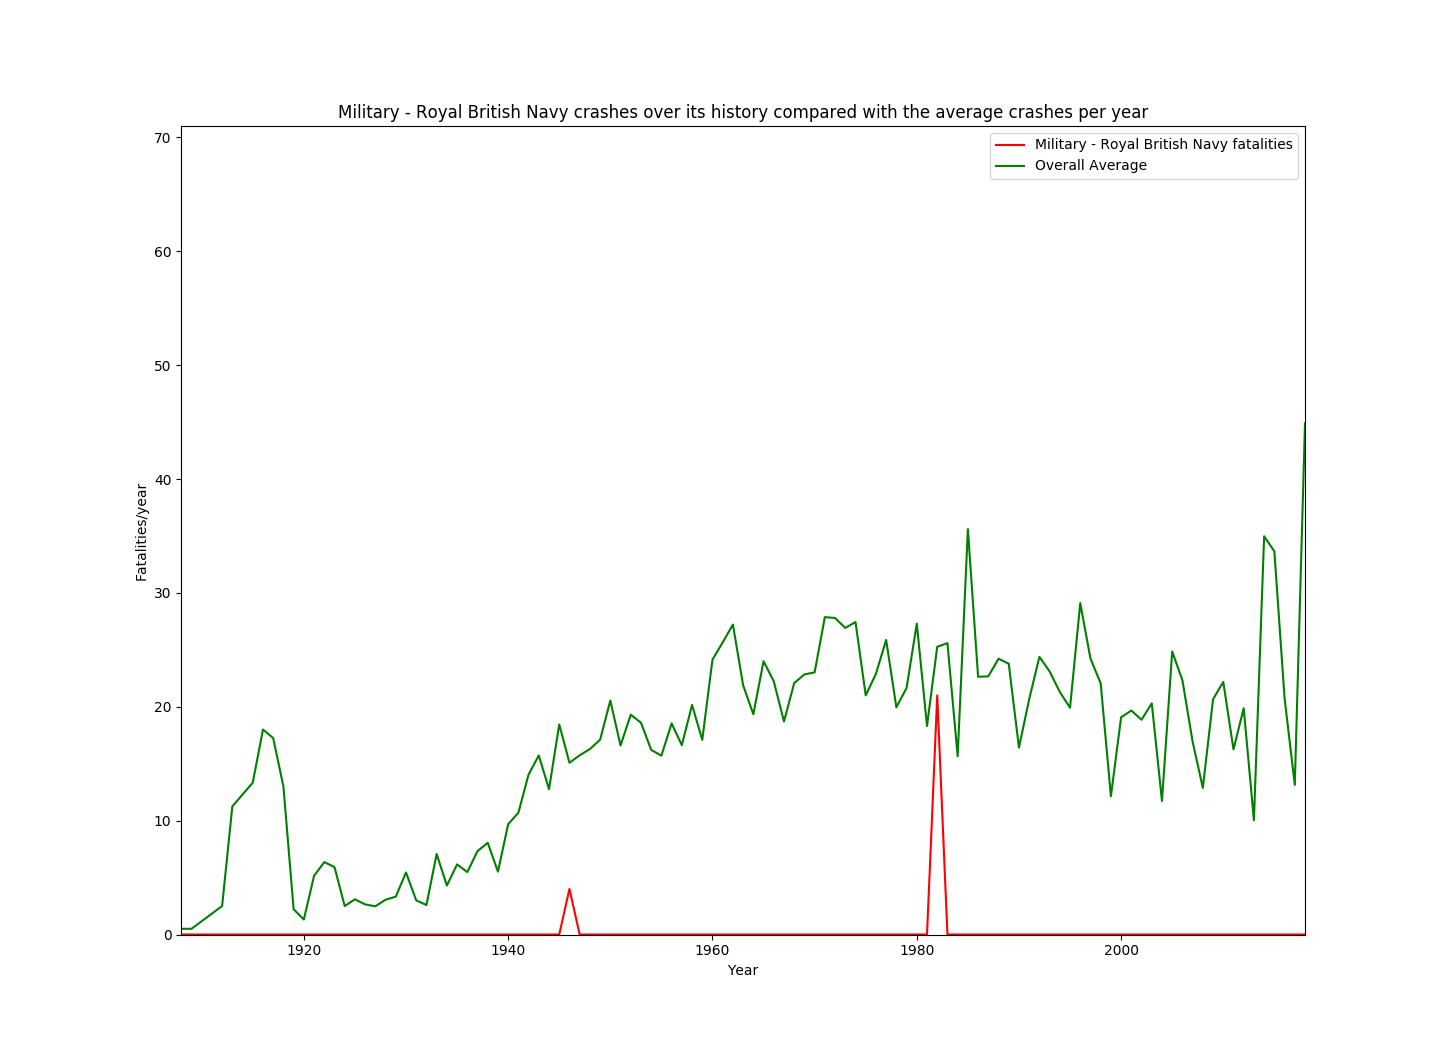 Military - Royal British Navy crashes over its history compared with the average crashes per year
Military - Royal British Navy fatalities
Overall Average
70
60
50
40
30
20
10
0
Fatalities/year
1920
1940
1960
1980
2000
Year